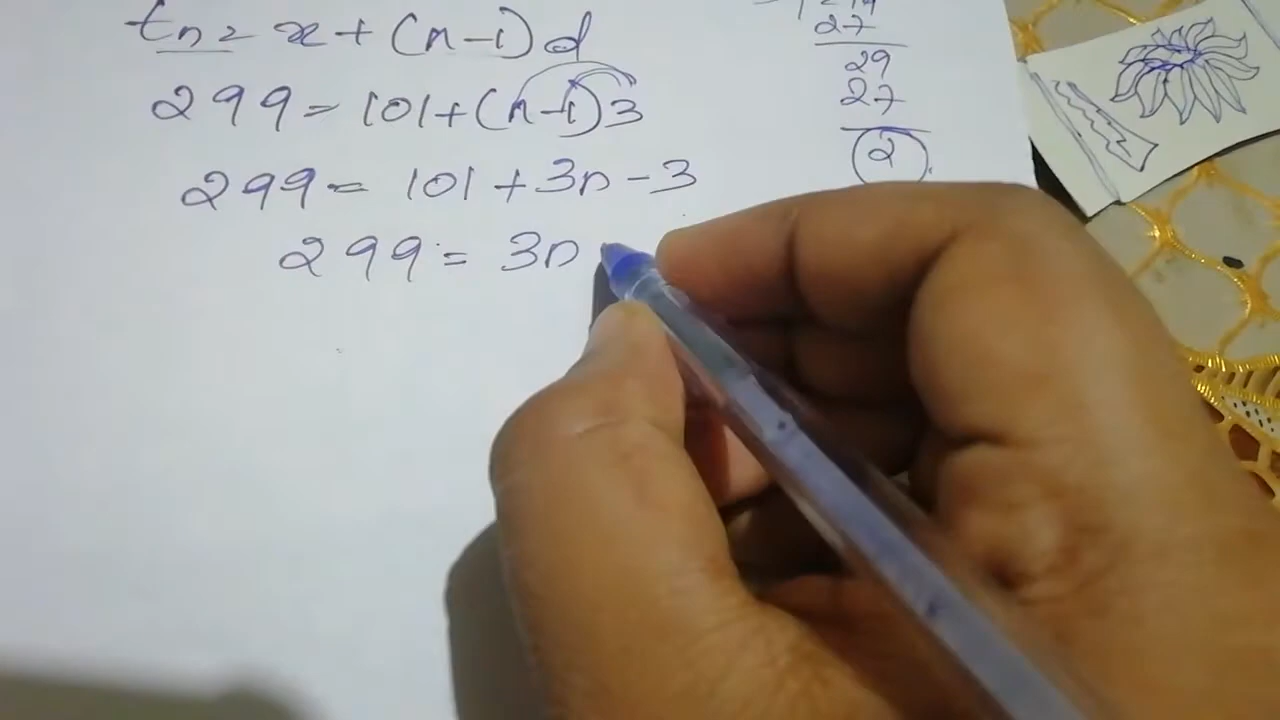 tn = x + (n-1)d
299 = 101 + (n-1)3
299 = 101 + 3n - 3
299 = 3n
27
29
27
2